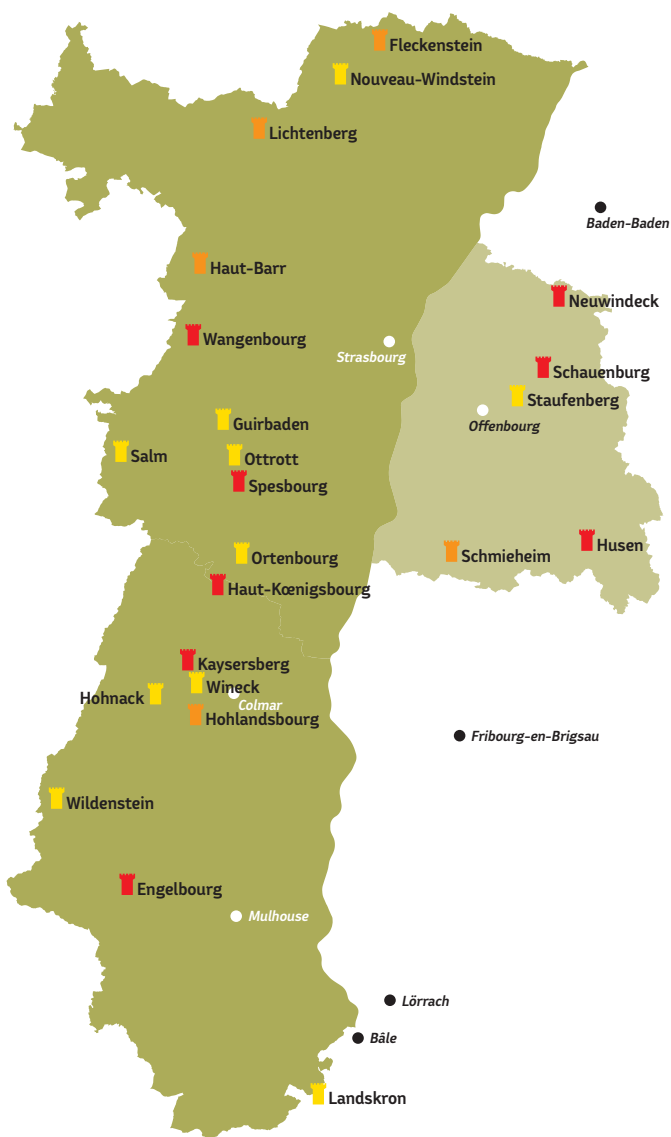 Fleckenstein
Nouveau-Windstein
Lichtenberg
Baden-Baden
Haut-Barr
Neuwindeck
Wangenbourg
Strasbourg
Schauenburg
Staufenberg
Offenbourg
Guirbaden
Salm
Ottrott
Spesbourg
Husen
Ortenbourg
Schmieheim
Haut-Kœnigsbourg
Kaysersberg
Wineck
Hohnack
Colmar
Hohlandsbourg
Fribourg-en-Brigsau
Wildenstein
Engelbourg
Mulhouse
Lörrach
Bâle
Landskron